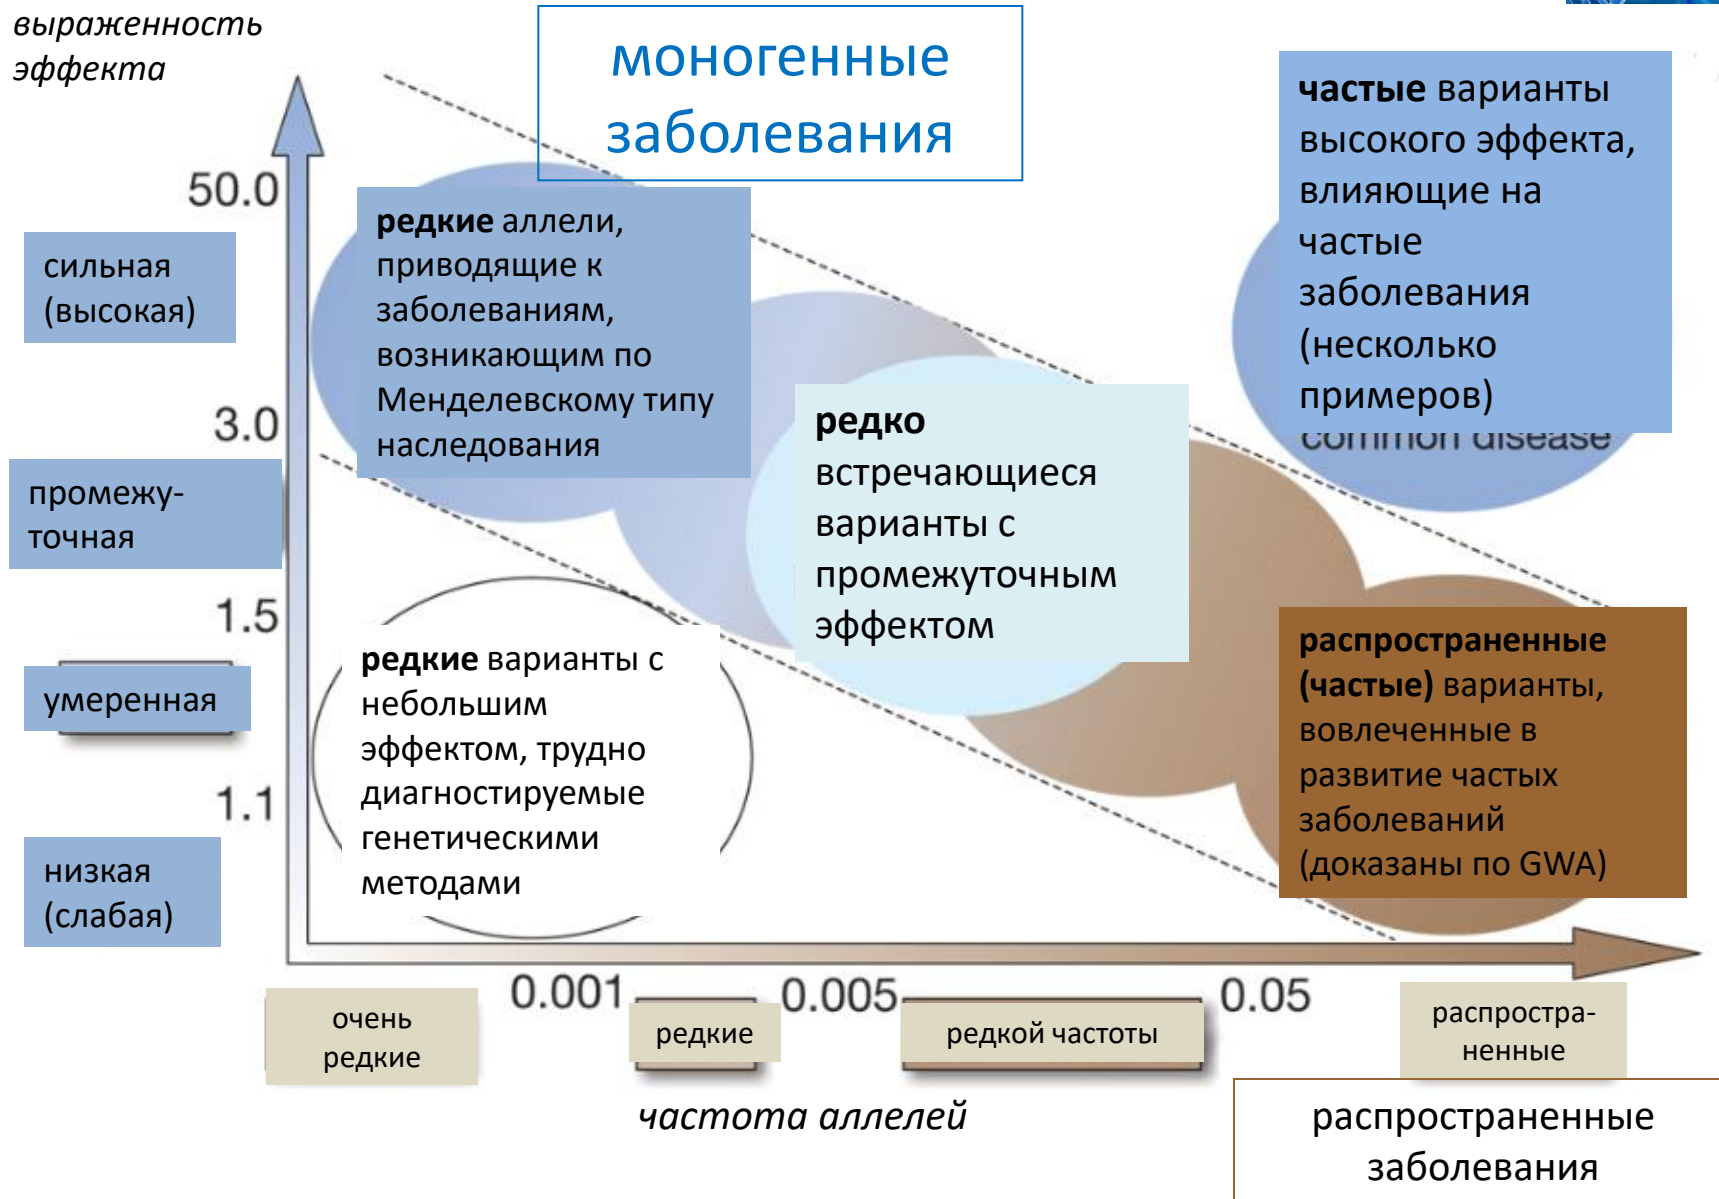 выраженность
эффекта
моногенные
заболевания
частые варианты
высокого эффекта,
влияющие на
частые
заболевания
(несколько
примеров)
common disease
50.0
сильная
(высокая)
редкие аллели,
приводящие к
заболеваниям,
возникающим по
Менделевскому типу
наследования
3.0
промежу-
точная
редко
встречающиеся
варианты с
промежуточным
эффектом
1.5
умеренная
редкие варианты с
небольшим
эффектом, трудно
диагностируемые
генетическими
методами
распространенные
(частые) варианты,
вовлеченные в
развитие частых
заболеваний
(доказаны по GWA)
1.1
низкая
(слабая)
0.001
0.005
0.05
очень
редкие
редкие
редкой частоты
распростра-
ненные
частота аллелей
распространенные
заболевания